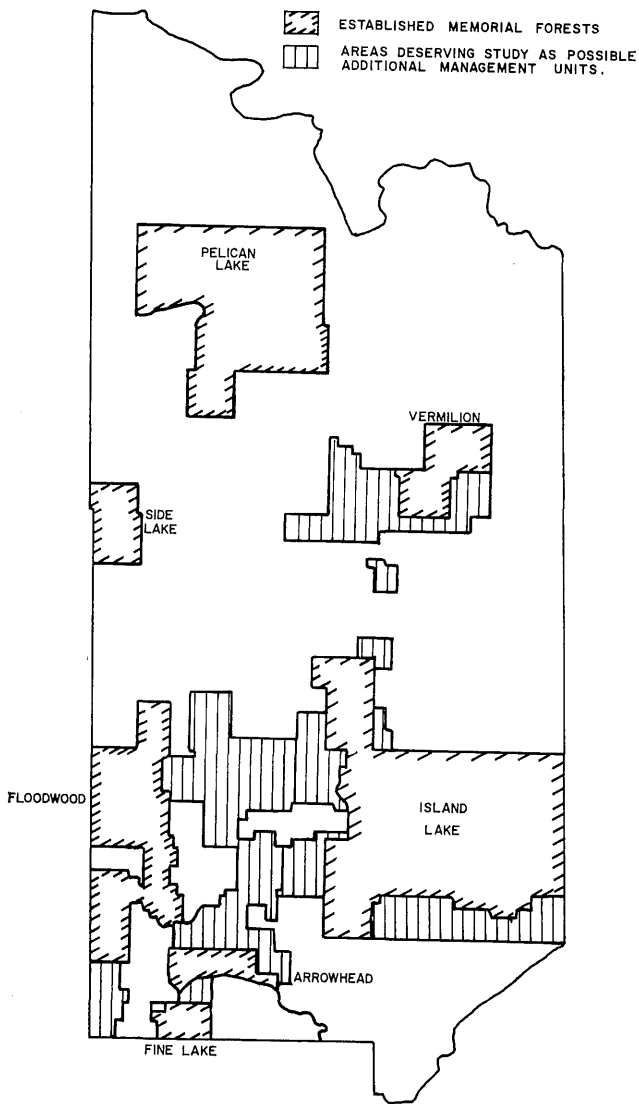 ESTABLISHED MEMORIAL FORESTS
AREAS DESERVING STUDY AS POSSIBLE
ADDITIONAL MANAGEMENT UNITS.
PELICAN
LAKE
VERMILION
SIDE
LAKE
FLOODWOOD
ISLAND
LAKE
ARROWHEAD
FINE LAKE